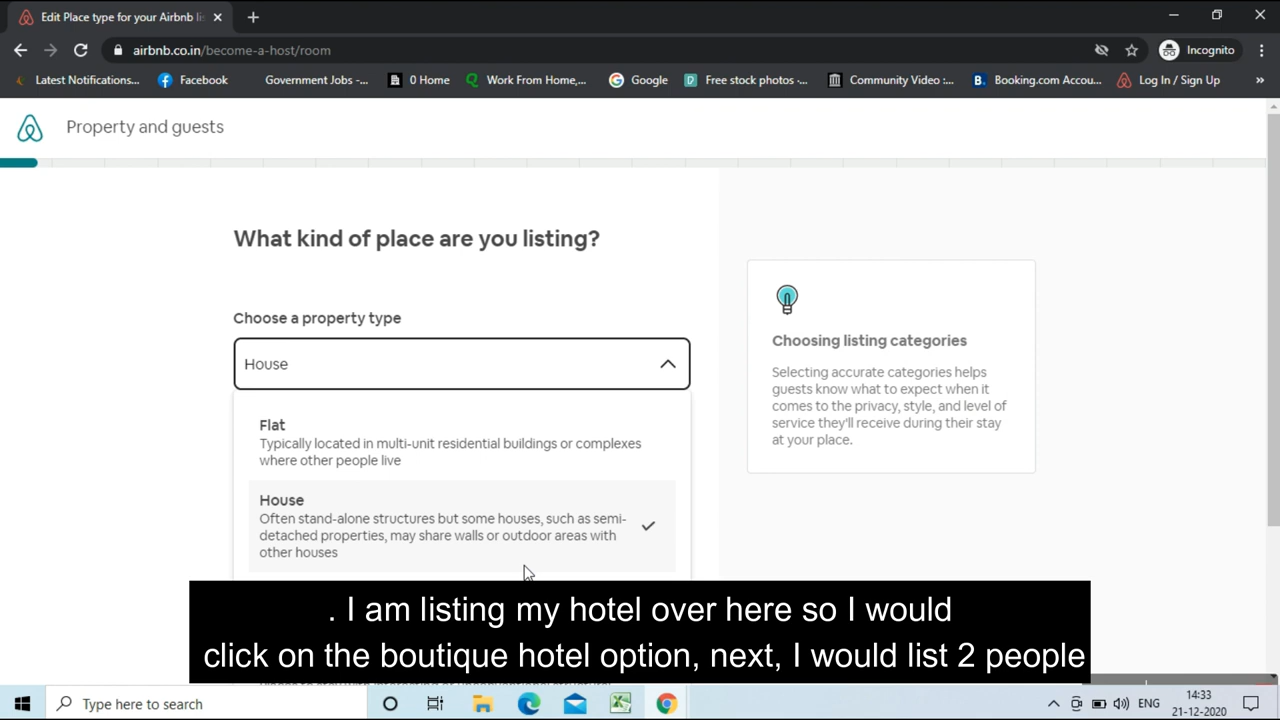 Edit Place type for your Airbnb li
airbnb.co.in/become-a-host/room
Incognito
Latest Notifications...
Facebook
Government Jobs -...
0 Home
Work From Home,...
Google
Free stock photos -...
Community Video :...
Booking.com Accou...
Log In / Sign Up
Property and guests
What kind of place are you listing?
Choose a property type
House
Flat
Typically located in multi-unit residential buildings or complexes
where other people live
House
Often stand-alone structures but some houses, such as semi-
detached properties, may share walls or outdoor areas with
other houses
Choosing listing categories
Selecting accurate categories helps
guests know what to expect when it
comes to the privacy, style, and level of
service they'll receive during their stay
at your place.
. I am listing my hotel over here so I would
click on the boutique hotel option, next, I would list 2 people
Type here to search
ENG
14:33
21-12-2020